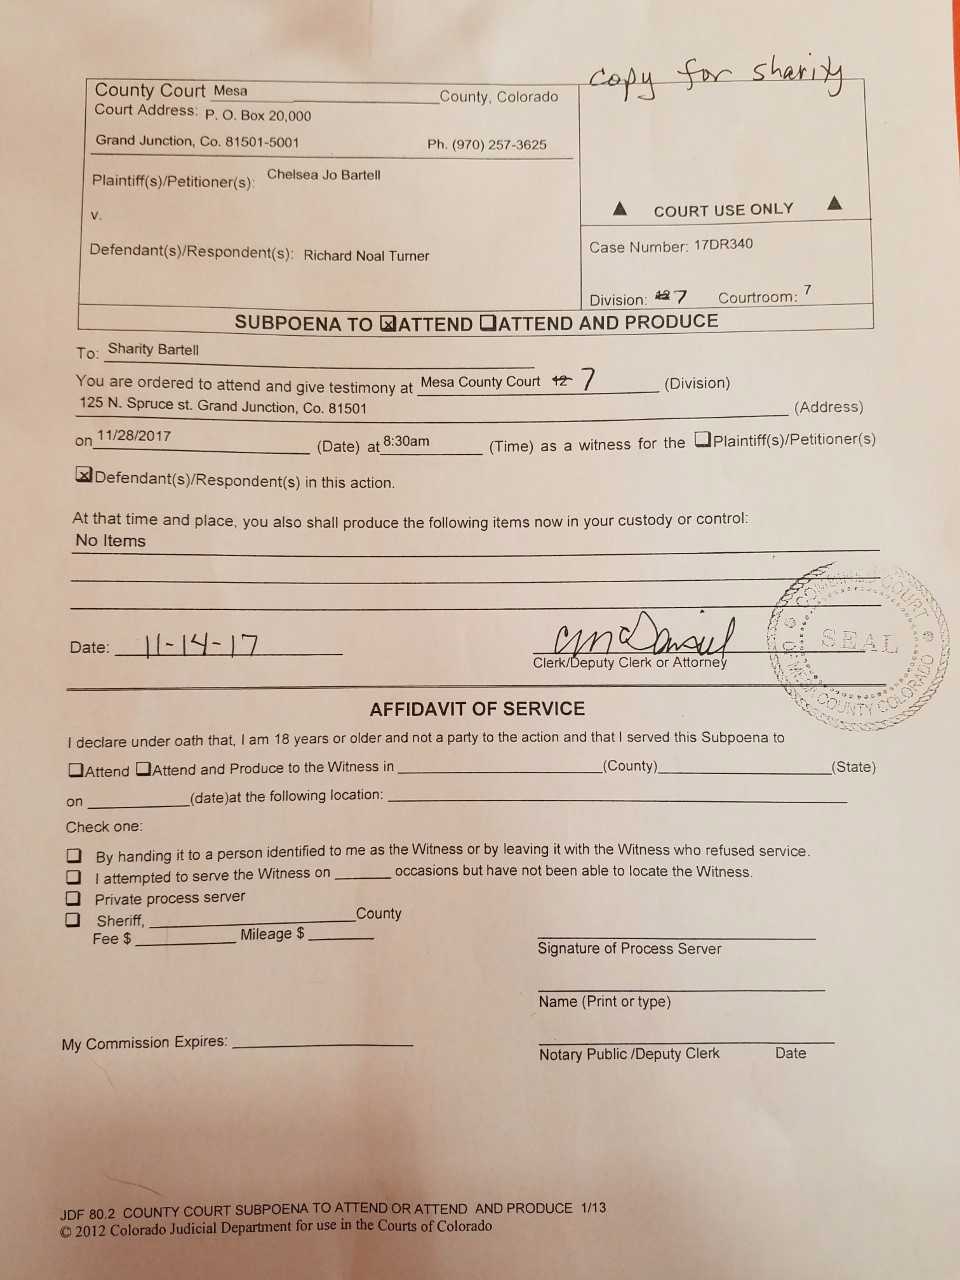 copy for sharity
County Court Mesa County, Colorado
Court Address: P. O. Box 20,000
Grand Junction, Co. 81501-5001 Ph. (970) 257-3625
Plaintiff(s)/Petitioner(s): Chelsea Jo Bartell
v.
Defendant(s)/Respondent(s): Richard Noal Turner
▲ COURT USE ONLY ▲
Case Number: 17DR340
Division: 12 7 Courtroom: 7
SUBPOENA TO ☒ATTEND ☐ATTEND AND PRODUCE
To: Sharity Bartell
You are ordered to attend and give testimony at Mesa County Court 12 7 (Division)
125 N. Spruce st. Grand Junction, Co. 81501 (Address)
on 11/28/2017 (Date) at 8:30am (Time) as a witness for the ☐Plaintiff(s)/Petitioner(s)
☒Defendant(s)/Respondent(s) in this action.
At that time and place, you also shall produce the following items now in your custody or control:
No Items
Date: 11-14-17
CMcDaniel
Clerk/Deputy Clerk or Attorney
COMBINED COURT
SEAL
MESA COUNTY COLORADO
AFFIDAVIT OF SERVICE
I declare under oath that, I am 18 years or older and not a party to the action and that I served this Subpoena to
☐Attend ☐Attend and Produce to the Witness in ____________ (County)____________(State)
on ____________(date)at the following location: ____________
Check one:
☐ By handing it to a person identified to me as the Witness or by leaving it with the Witness who refused service.
☐ I attempted to serve the Witness on ______ occasions but have not been able to locate the Witness.
☐ Private process server
☐ Sheriff, ____________County
Fee $ ________ Mileage $ ________
Signature of Process Server
Name (Print or type)
My Commission Expires: ____________
Notary Public /Deputy Clerk Date
JDF 80.2 COUNTY COURT SUBPOENA TO ATTEND OR ATTEND AND PRODUCE 1/13
© 2012 Colorado Judicial Department for use in the Courts of Colorado